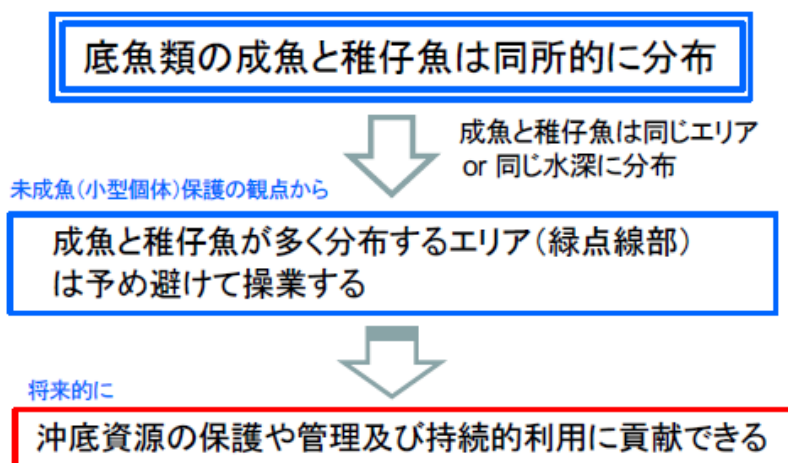 底魚類の成魚と稚仔魚は同所的に分布
成魚と稚仔魚は同じエリア
or 同じ水深に分布
未成魚(小型個体)保護の観点から
成魚と稚仔魚が多く分布するエリア(緑点線部)
は予め避けて操業する
将来的に
沖底資源の保護や管理及び持続的利用に貢献できる